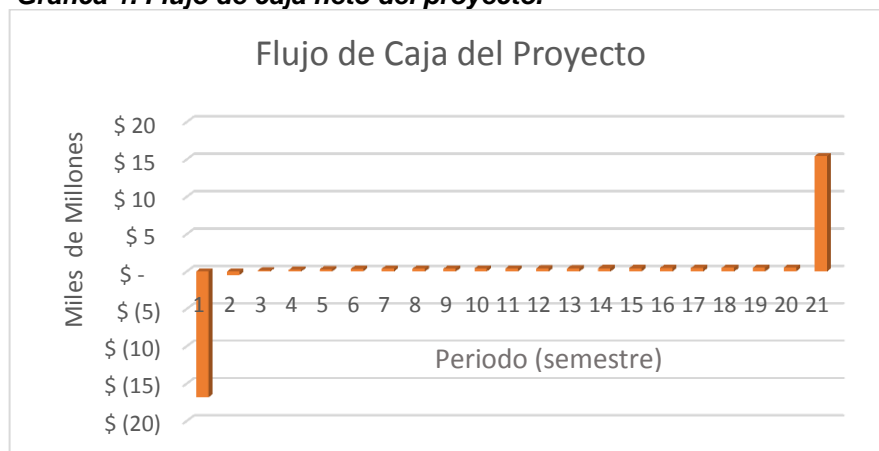 Gráfica 1. Flujo de caja neto del proyecto.
Flujo de Caja del Proyecto
Miles de Millones
$ 20
$ 15
$ 10
$ 5
$ -
$ (5)
$ (10)
$ (15)
$ (20)
1 2 3 4 5 6 7 8 9 10 11 12 13 14 15 16 17 18 19 20 21
Periodo (semestre)